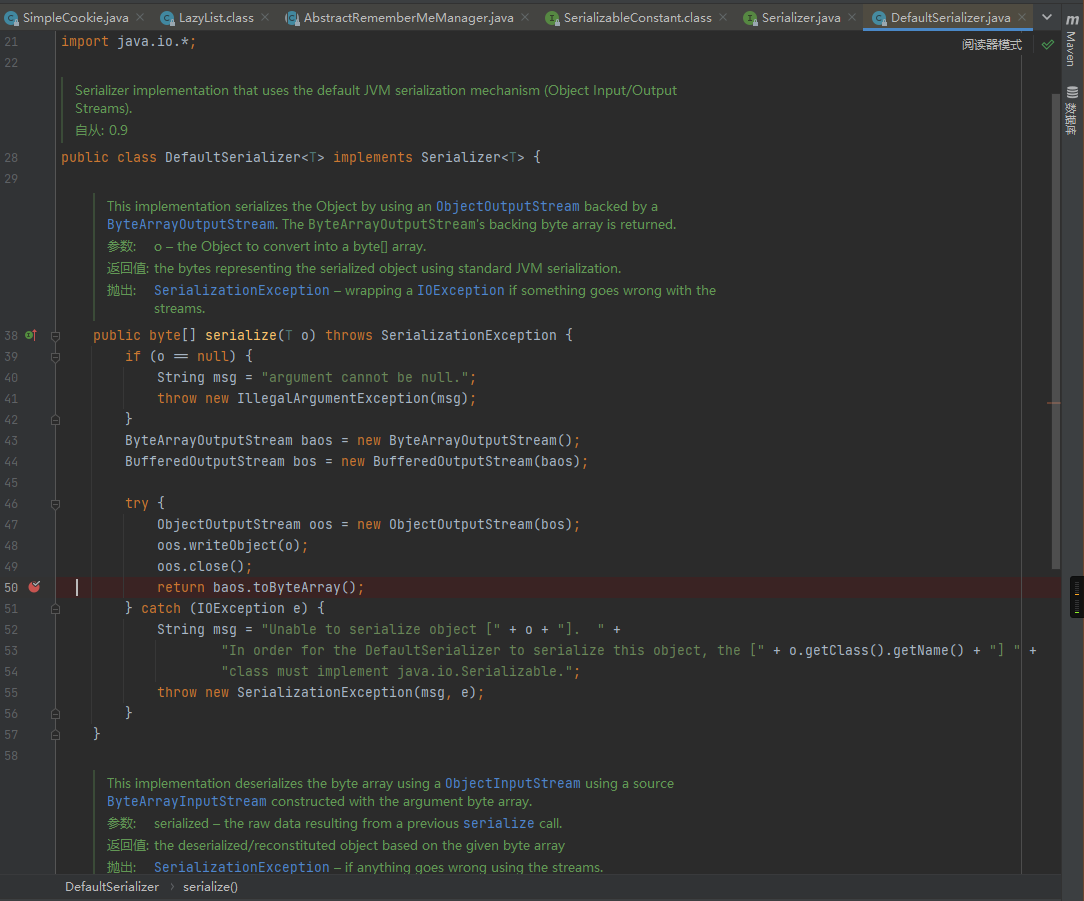 SimpleCookie.java LazyList.class AbstractRememberMeManager.java SerializableConstant.class Serializer.java DefaultSerializer.java
m
Maven
数据库
阅读器模式
21 import java.io.*;
22
Serializer implementation that uses the default JVM serialization mechanism (Object Input/Output
Streams).
自从: 0.9
28 public class DefaultSerializer<T> implements Serializer<T> {
29
This implementation serializes the Object by using an ObjectOutputStream backed by a
ByteArrayOutputStream. The ByteArrayOutputStream's backing byte array is returned.
参数: o – the Object to convert into a byte[] array.
返回值: the bytes representing the serialized object using standard JVM serialization.
抛出: SerializationException – wrapping a IOException if something goes wrong with the
streams.
38 public byte[] serialize(T o) throws SerializationException {
39 if (o == null) {
40 String msg = "argument cannot be null.";
41 throw new IllegalArgumentException(msg);
42 }
43 ByteArrayOutputStream baos = new ByteArrayOutputStream();
44 BufferedOutputStream bos = new BufferedOutputStream(baos);
45
46 try {
47 ObjectOutputStream oos = new ObjectOutputStream(bos);
48 oos.writeObject(o);
49 oos.close();
50 return baos.toByteArray();
51 } catch (IOException e) {
52 String msg = "Unable to serialize object [" + o + "].  " +
53 "In order for the DefaultSerializer to serialize this object, the [" + o.getClass().getName() + "] " +
54 "class must implement java.io.Serializable.";
55 throw new SerializationException(msg, e);
56 }
57 }
58
This implementation deserializes the byte array using a ObjectInputStream using a source
ByteArrayInputStream constructed with the argument byte array.
参数: serialized – the raw data resulting from a previous serialize call.
返回值: the deserialized/reconstituted object based on the given byte array
抛出: SerializationException – if anything goes wrong using the streams.
DefaultSerializer › serialize()